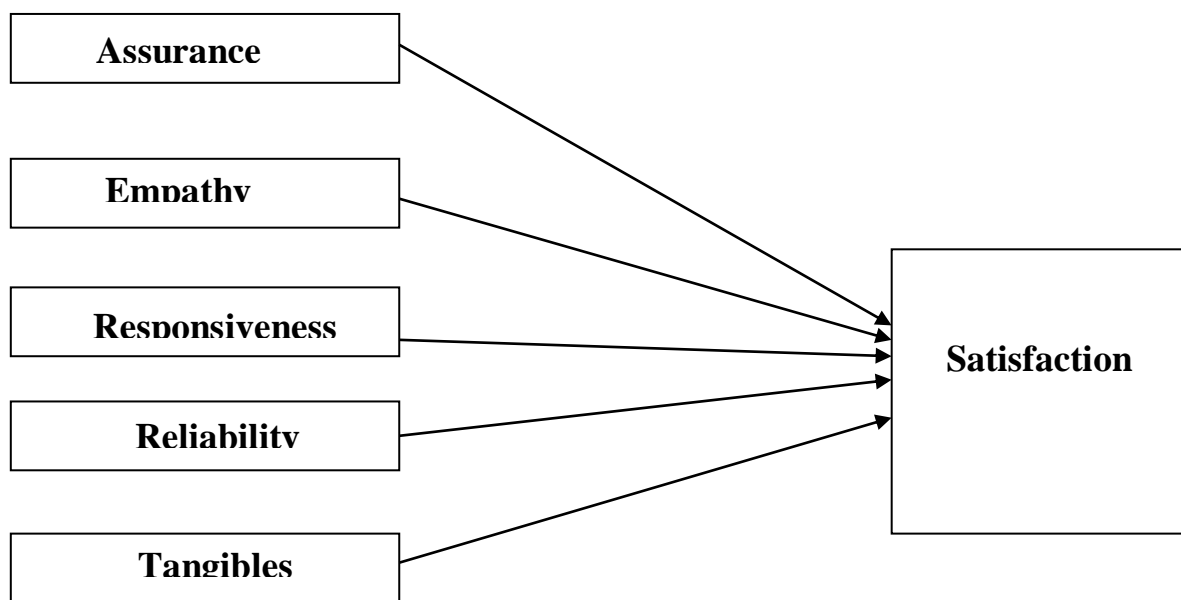 Assurance
Empathy
Responsiveness
Satisfaction
Reliability
Tangibles